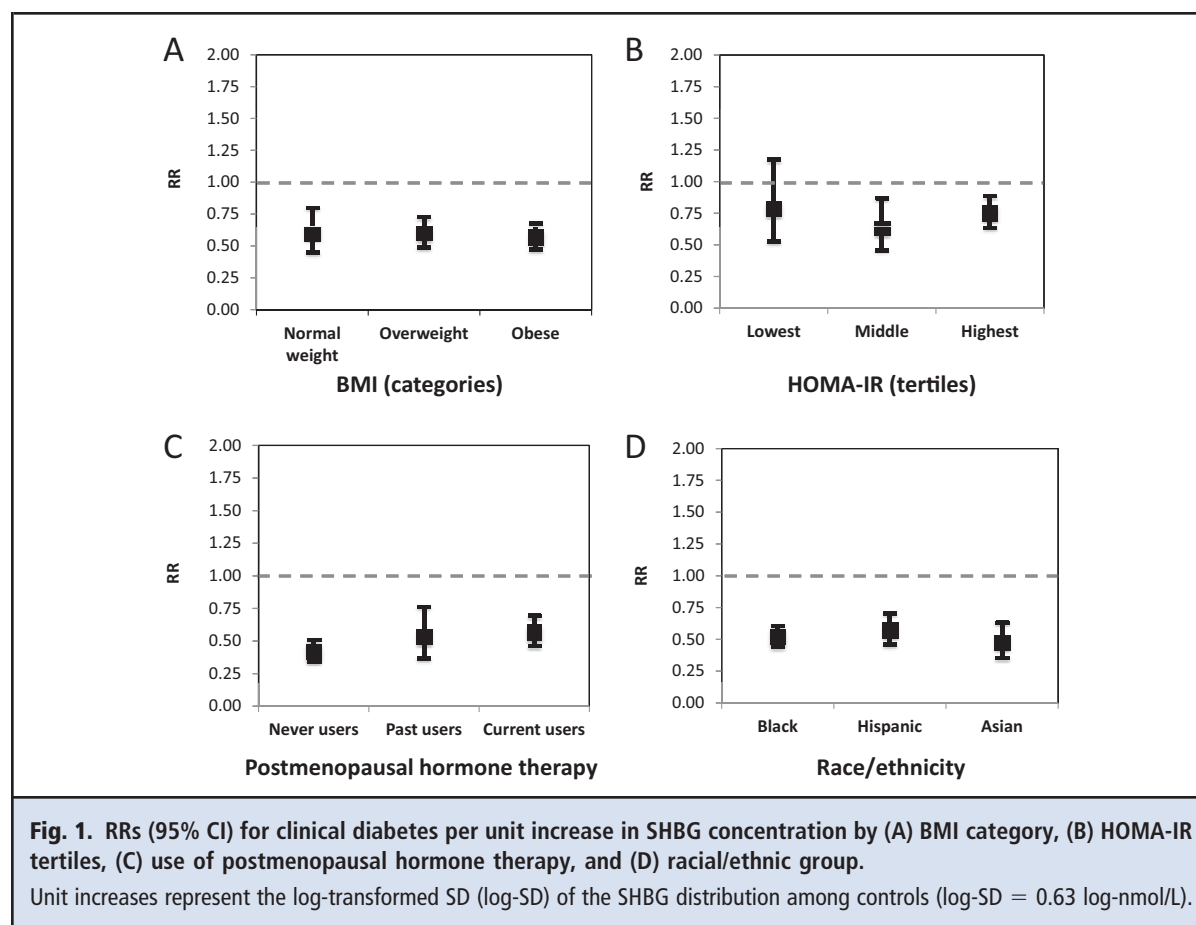 A
2.00
1.75
1.50
1.25
1.00
0.75
0.50
0.25
0.00
RR
Normal weight
Overweight
Obese
BMI (categories)
B
2.00
1.75
1.50
1.25
1.00
0.75
0.50
0.25
0.00
RR
Lowest
Middle
Highest
HOMA-IR (tertiles)
C
2.00
1.75
1.50
1.25
1.00
0.75
0.50
0.25
0.00
RR
Never users
Past users
Current users
Postmenopausal hormone therapy
D
2.00
1.75
1.50
1.25
1.00
0.75
0.50
0.25
0.00
RR
Black
Hispanic
Asian
Race/ethnicity
Fig. 1. RRs (95% CI) for clinical diabetes per unit increase in SHBG concentration by (A) BMI category, (B) HOMA-IR
tertiles, (C) use of postmenopausal hormone therapy, and (D) racial/ethnic group.
Unit increases represent the log-transformed SD (log-SD) of the SHBG distribution among controls (log-SD = 0.63 log-nmol/L).